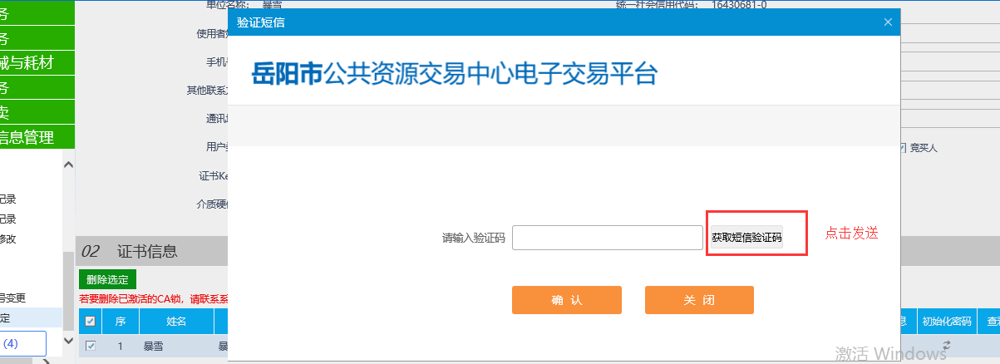 单位名称： 暴雪
统一社会信用代码： 16430681-0
务
验证短信
使用者
务
岳阳市公共资源交易中心电子交易平台
械与耗材
手机号
务
其他联系
卖
通讯
信息管理
用户
竞买人
证书Ke
记录
介质硬
记录
请输入验证码
获取短信验证码
点击发送
修改
02 证书信息
删除选定
确 认
关 闭
号变更
若要删除已激活的CA锁，请联系系
定
序
姓名
息
初始化密码
查
(4)
1
暴雪
暴
激活 Windows